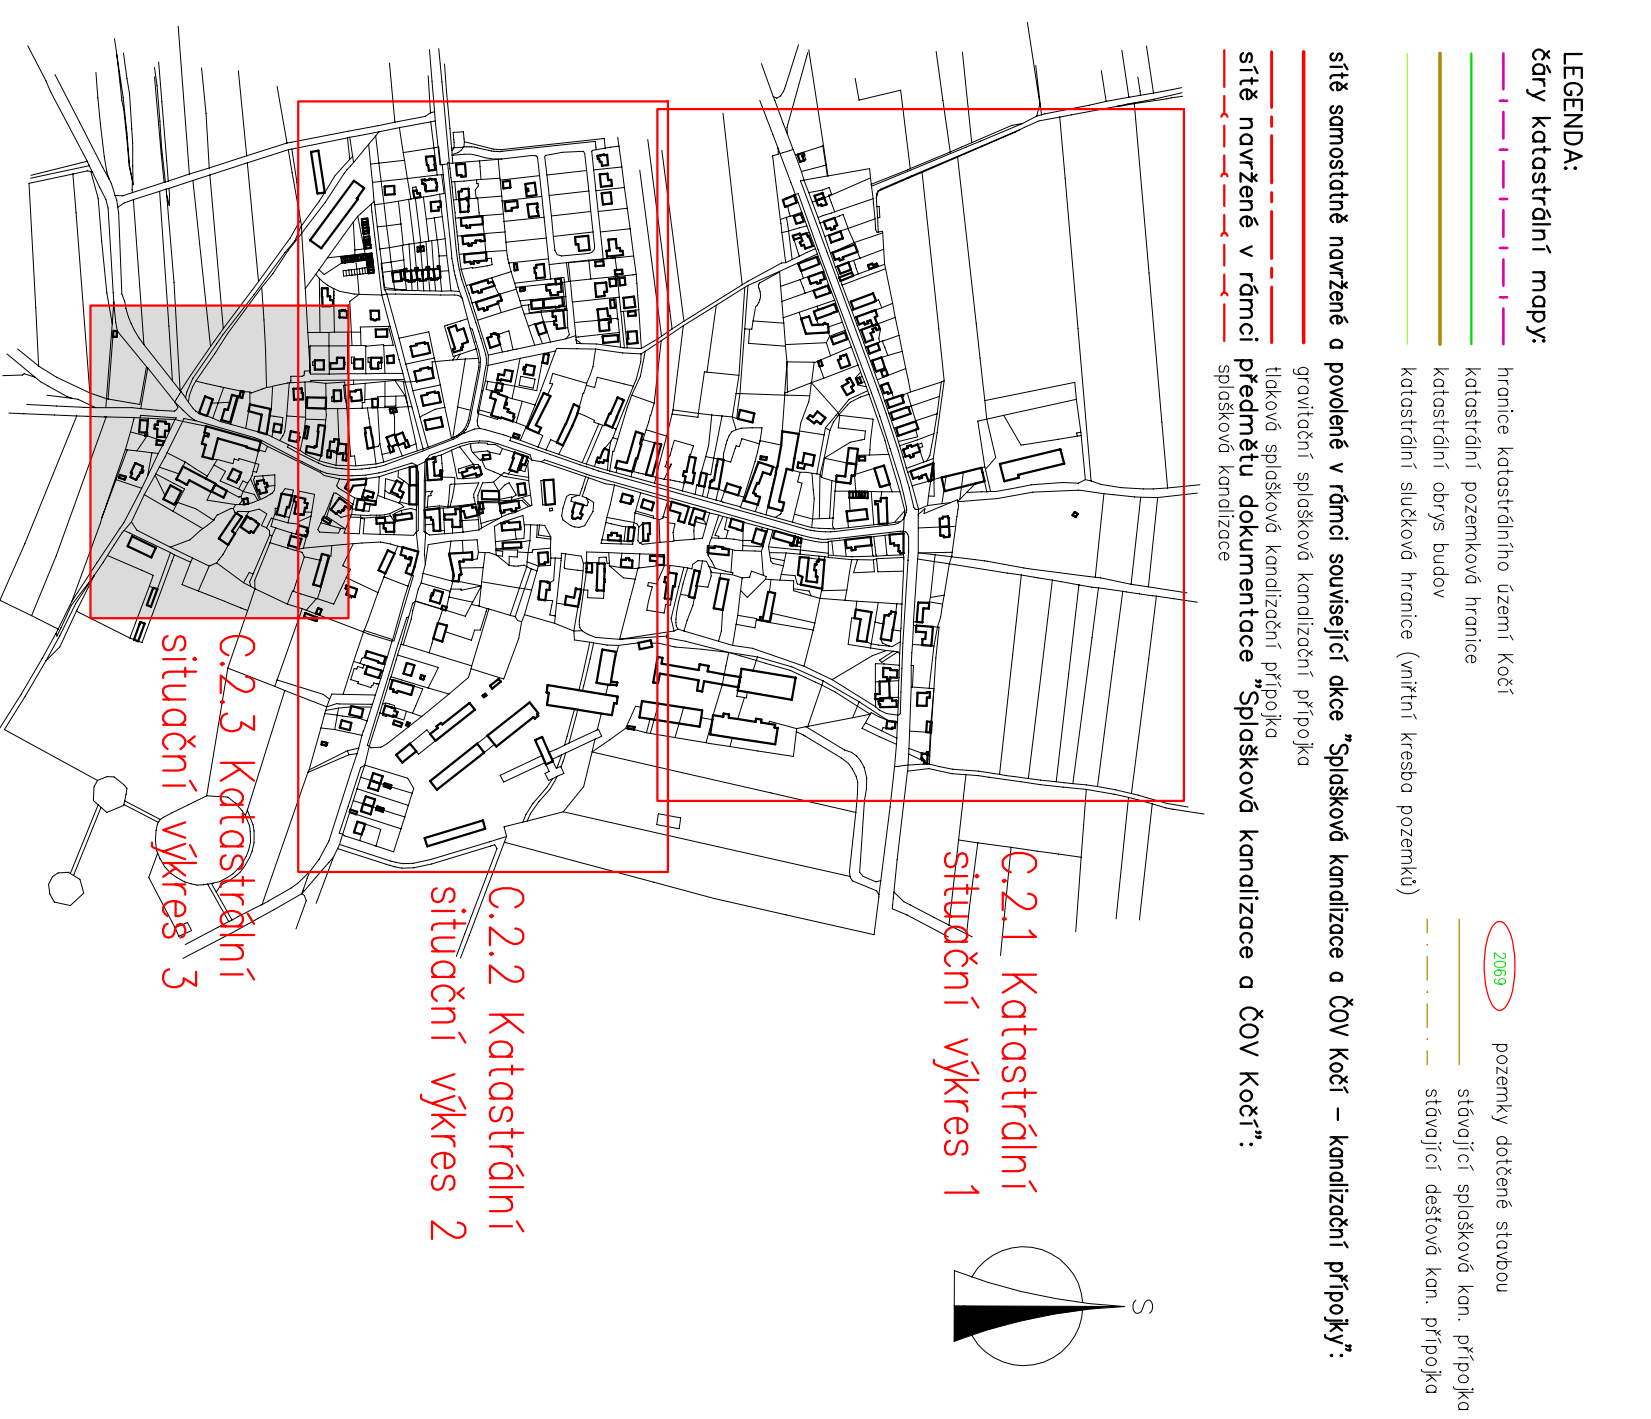 LEGENDA:
čáry katastrální mapy:
hranice katastrálního území Kočí
katastrální pozemková hranice
katastrální obrys budov
katastrální slučková hranice (vnitřní kresba pozemků)
2069
pozemky dotčené stavbou
stávající splašková kan. přípojka
stávající dešťová kan. přípojka
sítě samostatně navržené a povolené v rámci související akce "Splašková kanalizace a ČOV Kočí – kanalizační přípojky":
gravitační splašková kanalizační přípojka
tlaková splašková kanalizační přípojka
sítě navržené v rámci předmětu dokumentace "Splašková kanalizace a ČOV Kočí":
splašková kanalizace
C.2.1 Katastrální
situační výkres 1
C.2.2 Katastrální
situační výkres 2
C.2.3 Katastrální
situační výkres 3
S